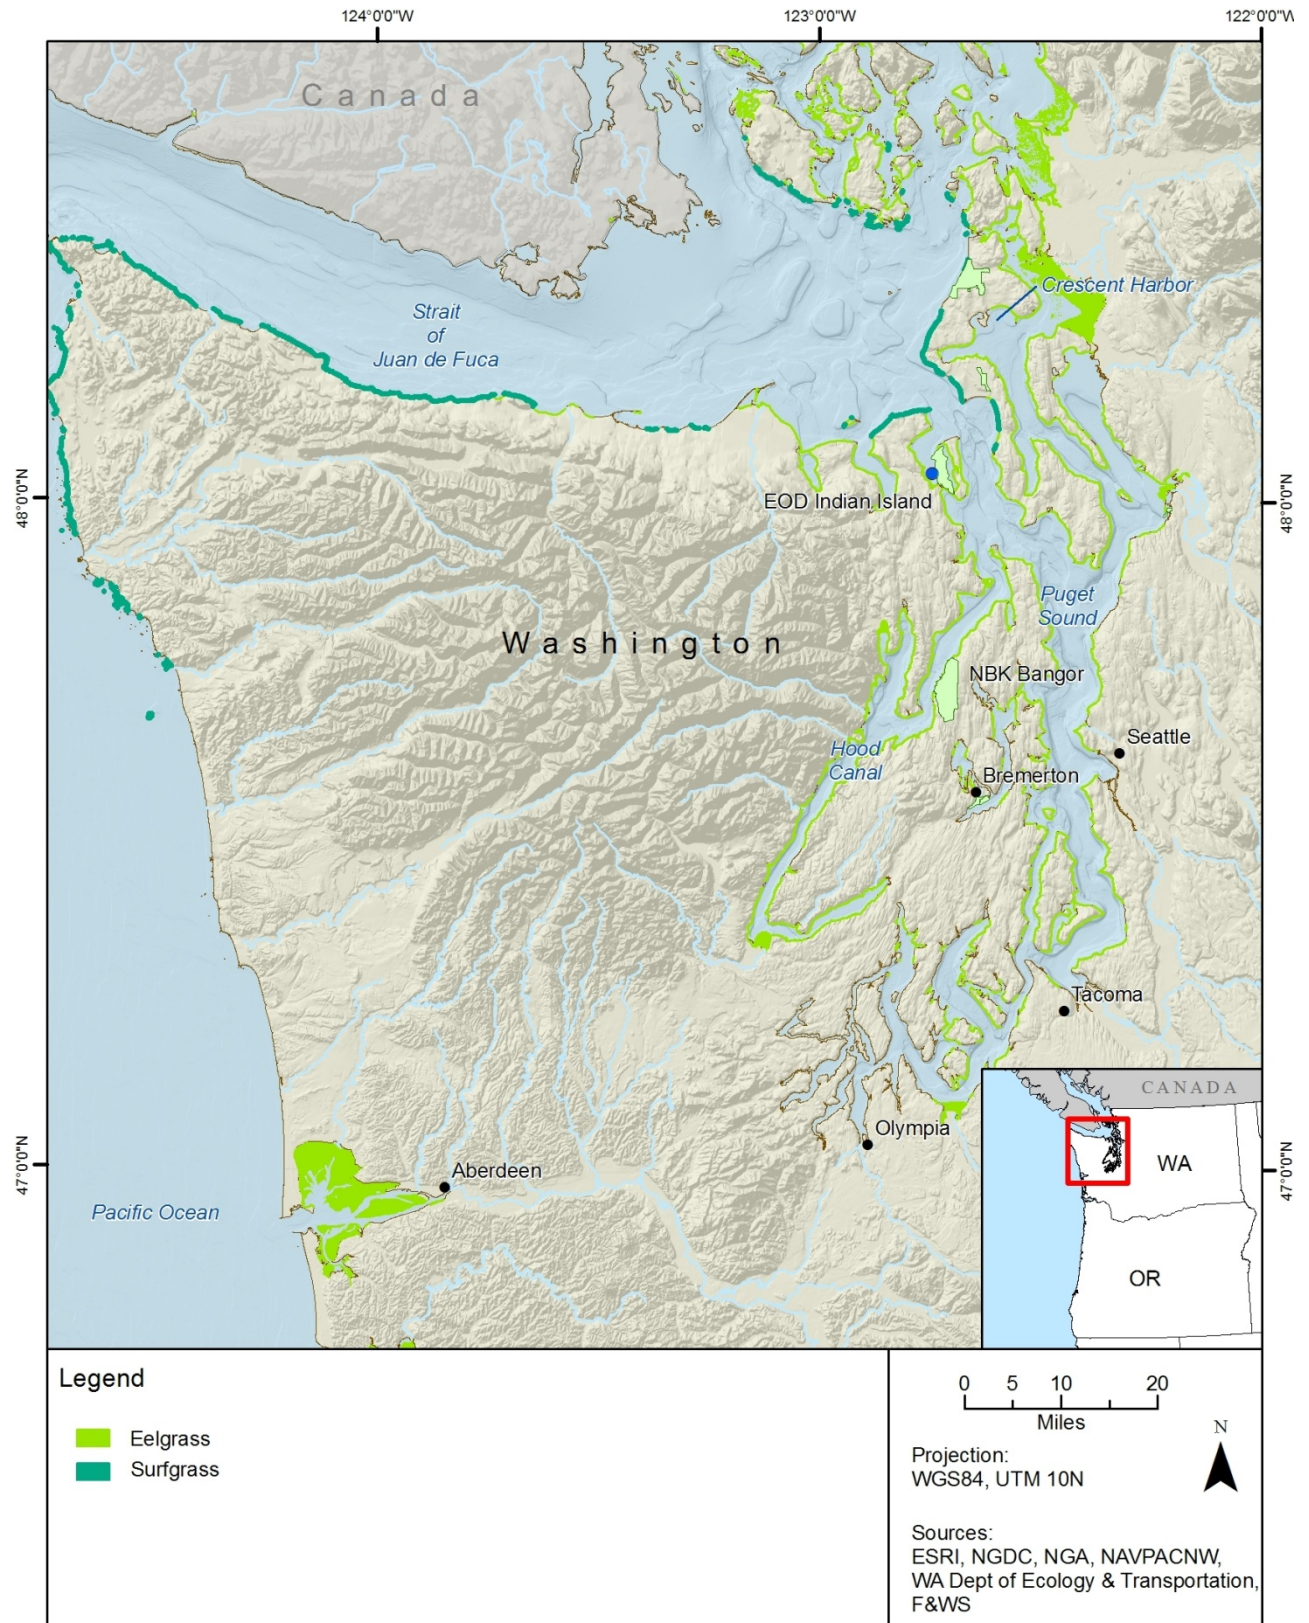 124°0'0"W
123°0'0"W
122°0'0"W
Canada
Crescent Harbor
Strait
of
Juan de Fuca
48°0'0"N
48°0'0"N
EOD Indian Island
Puget
Sound
Washington
NBK Bangor
Seattle
Hood
Canal
Bremerton
Tacoma
Olympia
CANADA
WA
OR
47°0'0"N
47°0'0"N
Aberdeen
Pacific Ocean
Legend
Eelgrass
Surfgrass
0 5 10 20
Miles
N
Projection:
WGS84, UTM 10N
Sources:
ESRI, NGDC, NGA, NAVPACNW,
WA Dept of Ecology & Transportation,
F&WS